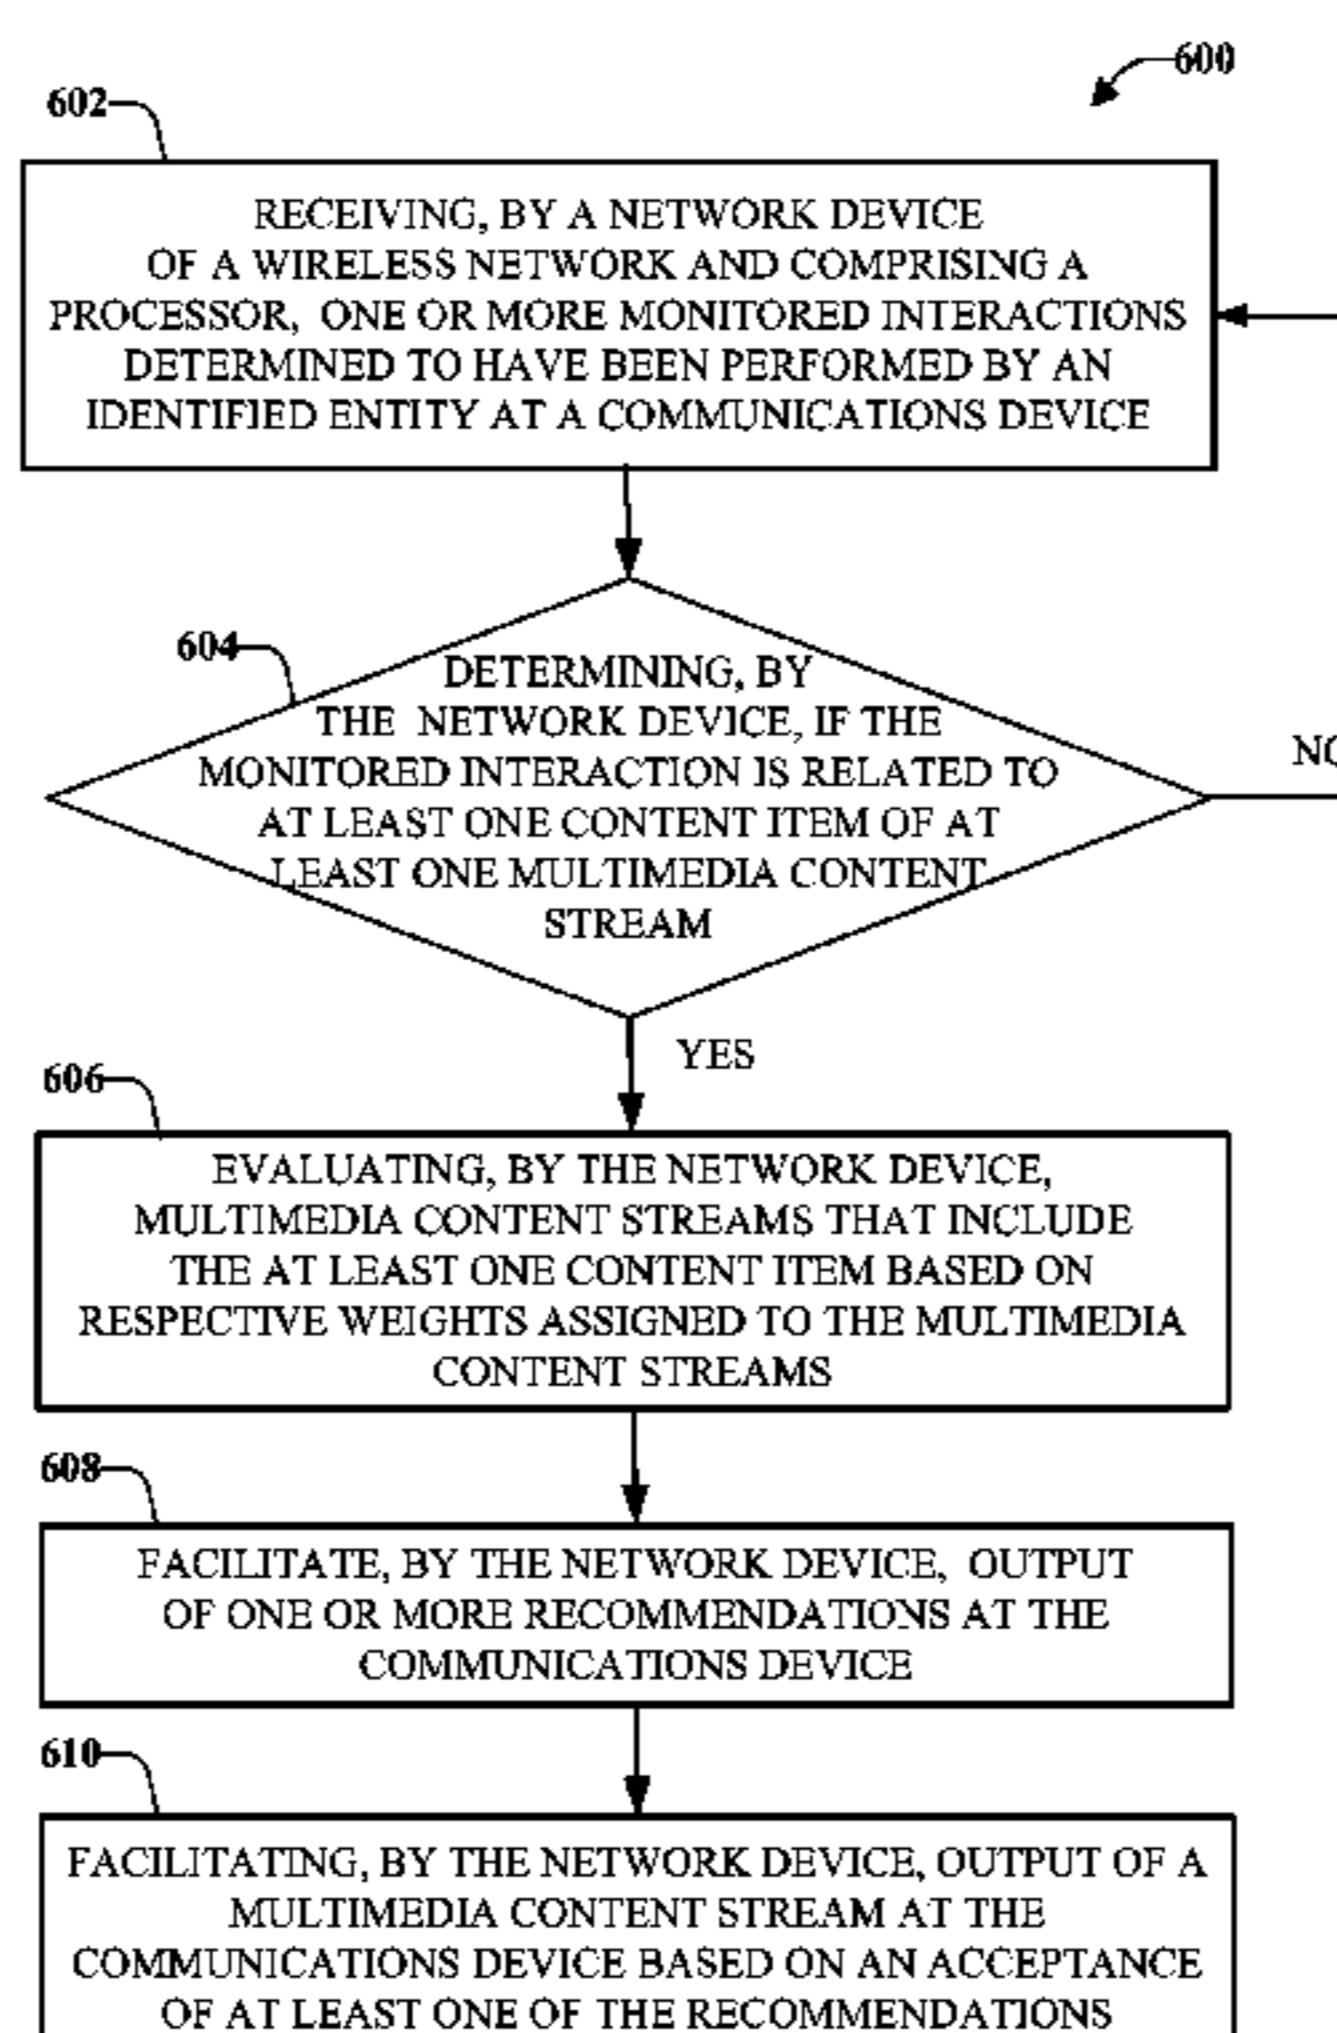 600
602
RECEIVING, BY A NETWORK DEVICE
OF A WIRELESS NETWORK AND COMPRISING A
PROCESSOR, ONE OR MORE MONITORED INTERACTIONS
DETERMINED TO HAVE BEEN PERFORMED BY AN
IDENTIFIED ENTITY AT A COMMUNICATIONS DEVICE
604
DETERMINING, BY
THE NETWORK DEVICE, IF THE
MONITORED INTERACTION IS RELATED TO
AT LEAST ONE CONTENT ITEM OF AT
LEAST ONE MULTIMEDIA CONTENT
STREAM
NO
YES
606
EVALUATING, BY THE NETWORK DEVICE,
MULTIMEDIA CONTENT STREAMS THAT INCLUDE
THE AT LEAST ONE CONTENT ITEM BASED ON
RESPECTIVE WEIGHTS ASSIGNED TO THE MULTIMEDIA
CONTENT STREAMS
608
FACILITATE, BY THE NETWORK DEVICE, OUTPUT
OF ONE OR MORE RECOMMENDATIONS AT THE
COMMUNICATIONS DEVICE
610
FACILITATING, BY THE NETWORK DEVICE, OUTPUT OF A
MULTIMEDIA CONTENT STREAM AT THE
COMMUNICATIONS DEVICE BASED ON AN ACCEPTANCE
OF AT LEAST ONE OF THE RECOMMENDATIONS